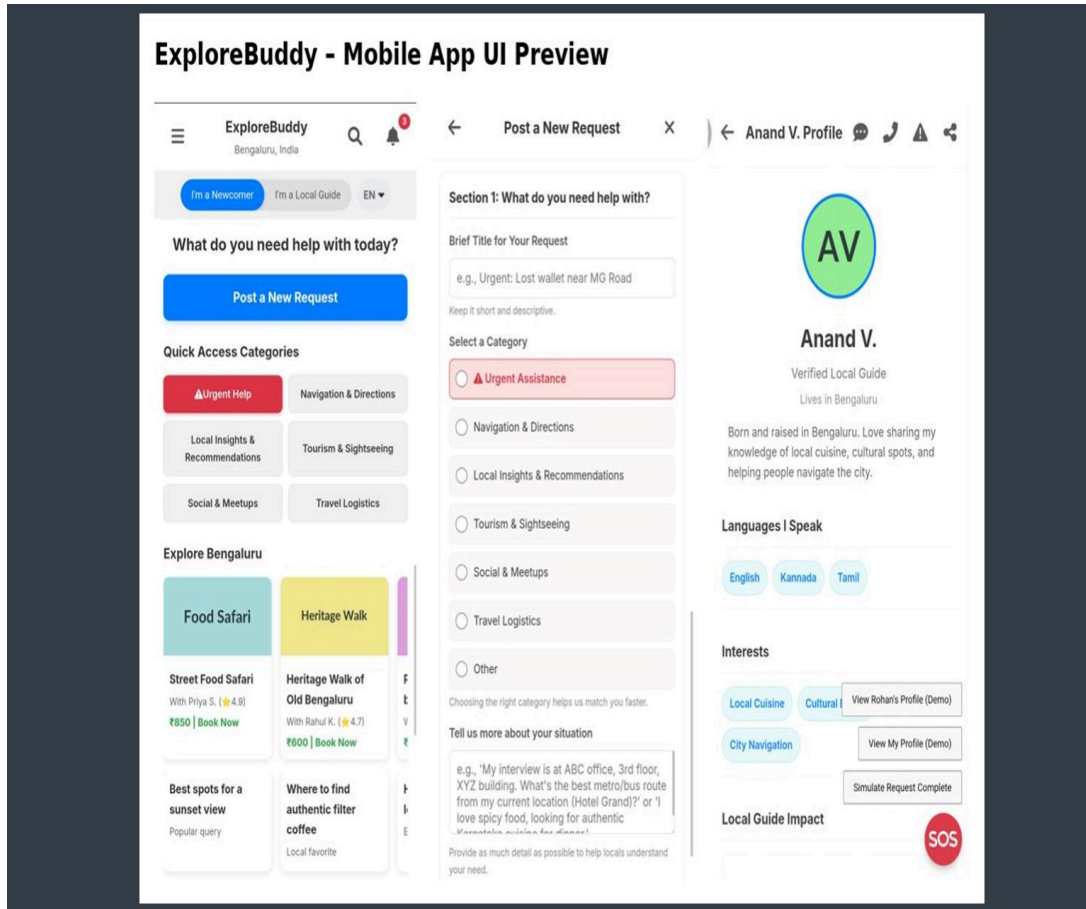 ExploreBuddy – Mobile App UI Preview
ExploreBuddy
Bengaluru, India
3
I'm a Newcomer
I'm a Local Guide
EN
What do you need help with today?
Post a New Request
Quick Access Categories
Urgent Help
Navigation & Directions
Local Insights &
Recommendations
Tourism & Sightseeing
Social & Meetups
Travel Logistics
Explore Bengaluru
Food Safari
Heritage Walk
Street Food Safari
With Priya S. (⭐4.9)
₹850 | Book Now
Heritage Walk of
Old Bengaluru
With Rahul K. (⭐4.7)
₹600 | Book Now
Best spots for a
sunset view
Popular query
Where to find
authentic filter
coffee
Local favorite
Post a New Request
X
Section 1: What do you need help with?
Brief Title for Your Request
e.g., Urgent: Lost wallet near MG Road
Keep it short and descriptive.
Select a Category
Urgent Assistance
Navigation & Directions
Local Insights & Recommendations
Tourism & Sightseeing
Social & Meetups
Travel Logistics
Other
Choosing the right category helps us match you faster.
Tell us more about your situation
e.g., 'My interview is at ABC office, 3rd floor,
XYZ building. What's the best metro/bus route
from my current location (Hotel Grand)?' or 'I
love spicy food, looking for authentic
Karnataka cuisine for dinner.'
Provide as much detail as possible to help locals understand
your need.
Anand V. Profile
AV
Anand V.
Verified Local Guide
Lives in Bengaluru
Born and raised in Bengaluru. Love sharing my
knowledge of local cuisine, cultural spots, and
helping people navigate the city.
Languages I Speak
English
Kannada
Tamil
Interests
Local Cuisine
Cultural
View Rohan's Profile (Demo)
City Navigation
View My Profile (Demo)
Simulate Request Complete
Local Guide Impact
SOS